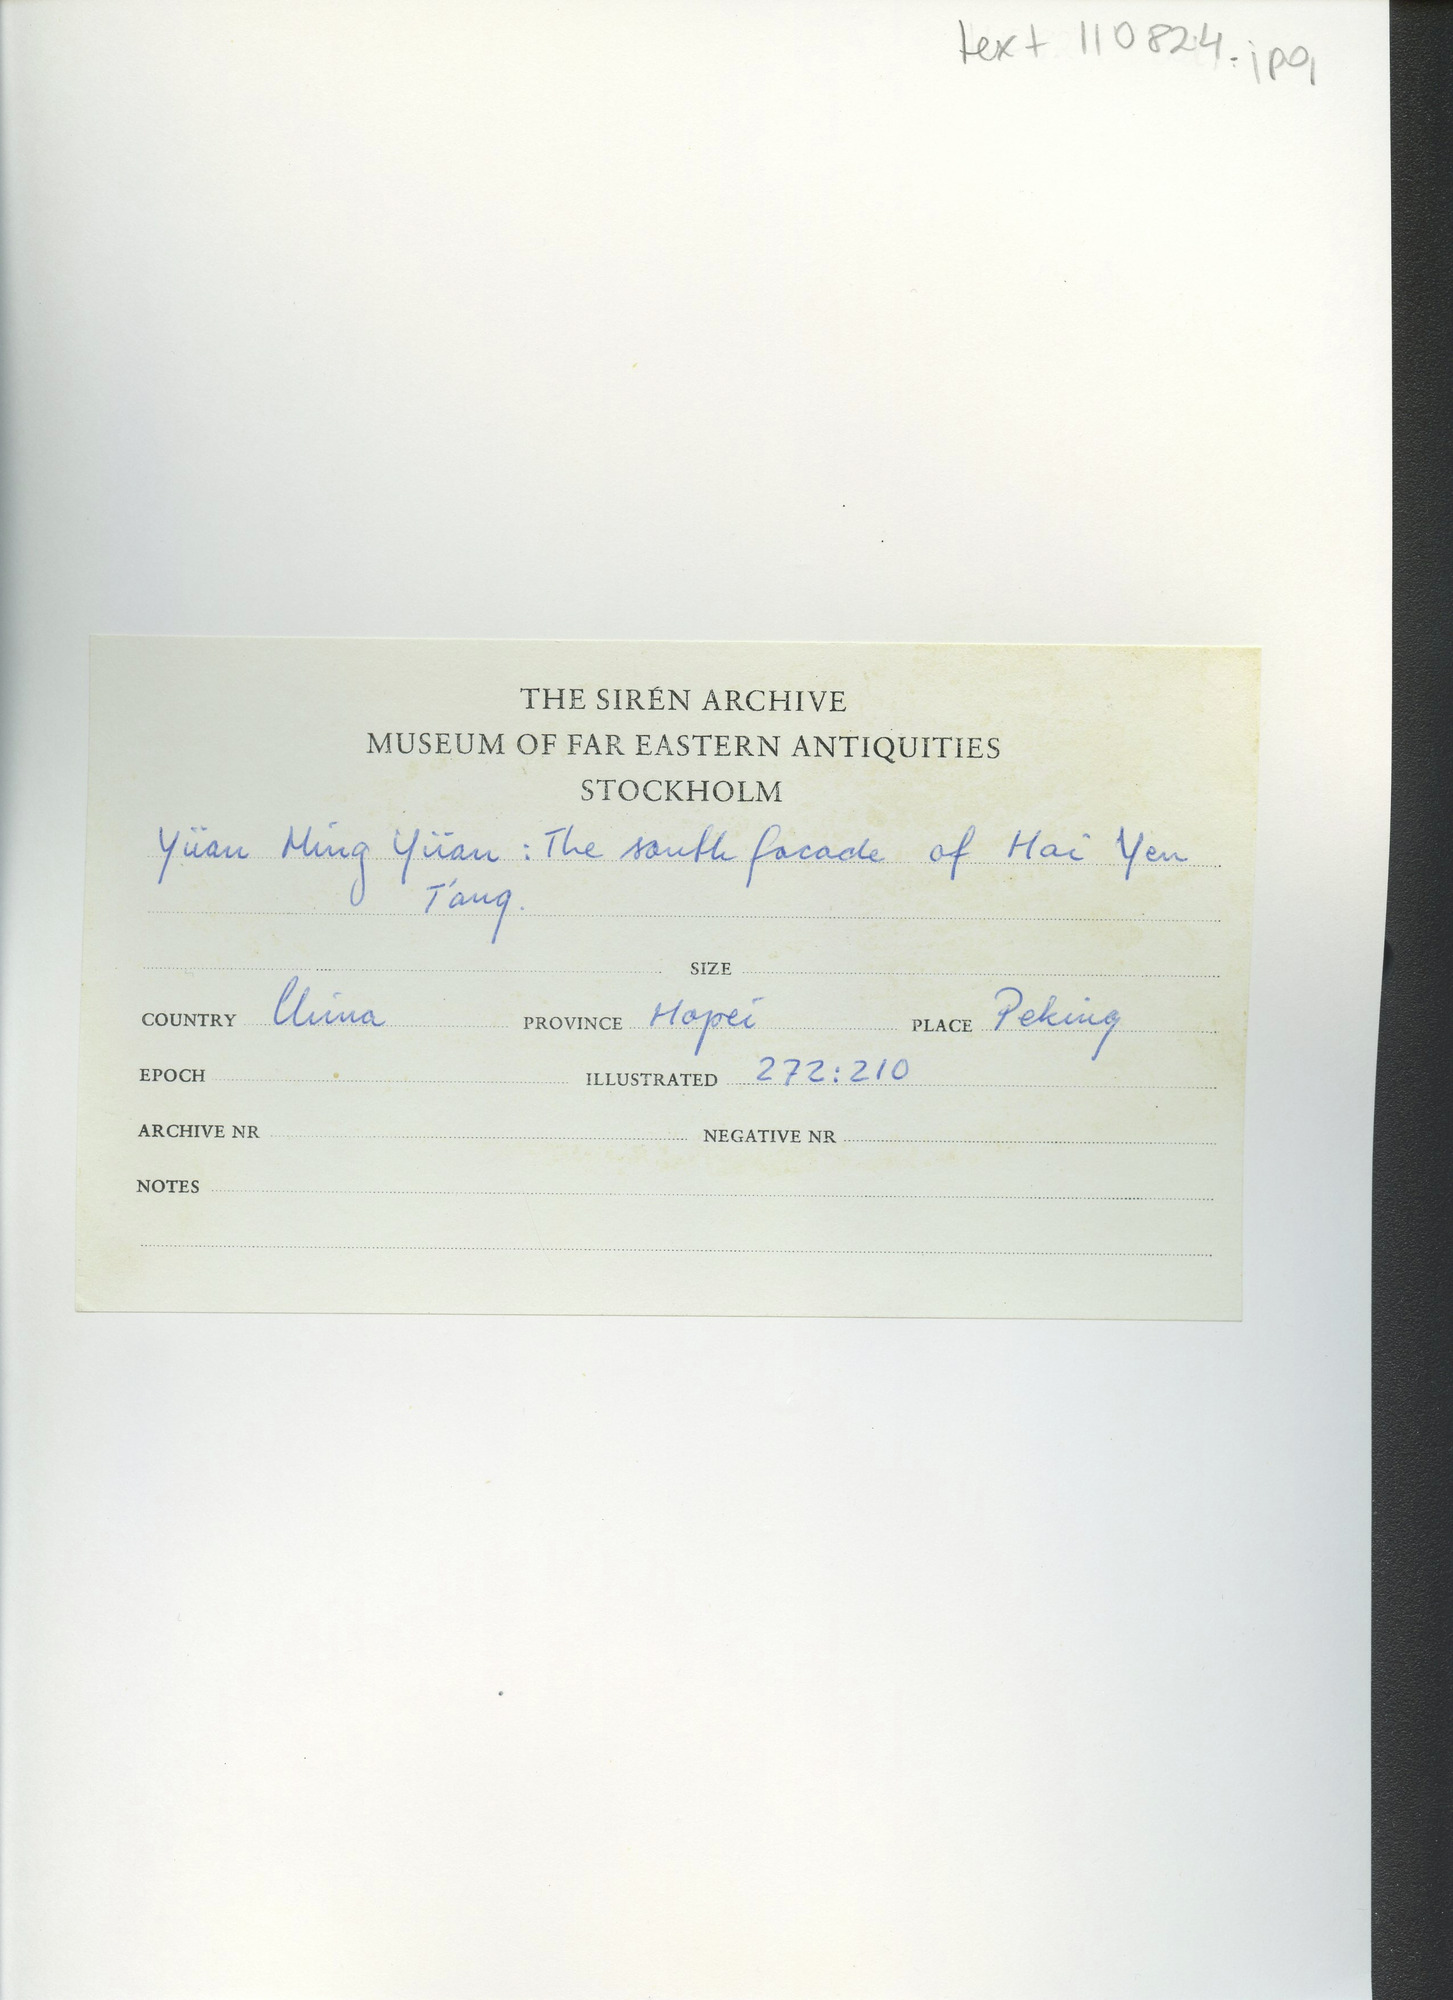 text 110824.jpg
THE SIRÉN ARCHIVE
MUSEUM OF FAR EASTERN ANTIQUITIES
STOCKHOLM
Yüan Ming Yüan : The south facade of Hai Yen
T'ang.
SIZE
COUNTRY China PROVINCE Hopei PLACE Peking
EPOCH ILLUSTRATED 272:210
ARCHIVE NR NEGATIVE NR
NOTES